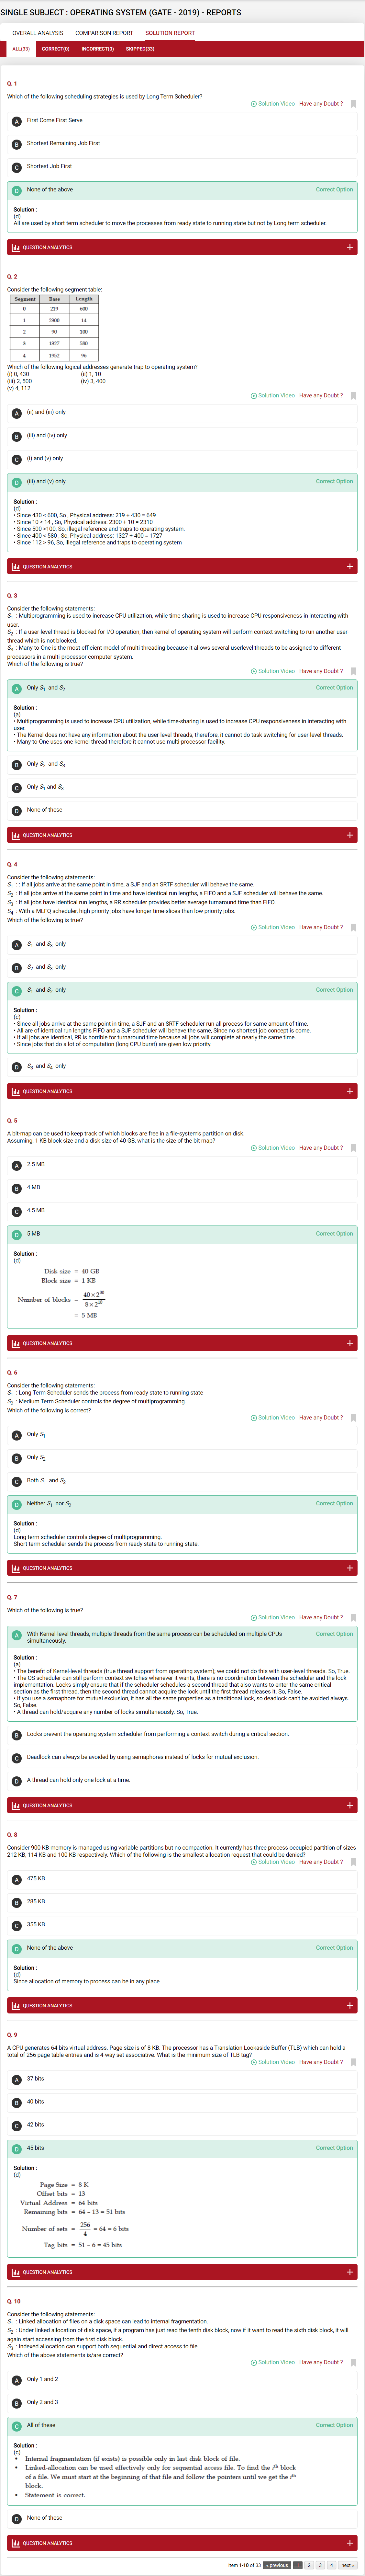 SINGLE SUBJECT : OPERATING SYSTEM (GATE - 2019) - REPORTS
OVERALL ANALYSIS COMPARISON REPORT SOLUTION REPORT
ALL(33) CORRECT(0) INCORRECT(0) SKIPPED(33)
Q. 1
Which of the following scheduling strategies is used by Long Term Scheduler?
Solution Video Have any Doubt ?
A First Come First Serve
B Shortest Remaining Job First
C Shortest Job First
D None of the above Correct Option
Solution :
(d)
All are used by short term scheduler to move the processes from ready state to running state but not by Long term scheduler.
QUESTION ANALYTICS +
Q. 2
Consider the following segment table:
Segment Base Length
0 219 600
1 2300 14
2 90 100
3 1327 580
4 1952 96
Which of the following logical addresses generate trap to operating system?
(i) 0, 430 (ii) 1, 10
(iii) 2, 500 (iv) 3, 400
(v) 4, 112
Solution Video Have any Doubt ?
A (ii) and (iii) only
B (iii) and (iv) only
C (i) and (v) only
D (iii) and (v) only Correct Option
Solution :
(d)
• Since 430 < 600, So , Physical address: 219 + 430 = 649
• Since 10 < 14 , So, Physical address: 2300 + 10 = 2310
• Since 500 >100, So, illegal reference and traps to operating system.
• Since 400 < 580 , So, Physical address: 1327 + 400 = 1727
• Since 112 > 96, So, illegal reference and traps to operating system
QUESTION ANALYTICS +
Q. 3
Consider the following statements:
S1 : Multiprogramming is used to increase CPU utilization, while time-sharing is used to increase CPU responsiveness in interacting with
user.
S2 : If a user-level thread is blocked for I/O operation, then kernel of operating system will perform context switching to run another user-
thread which is not blocked.
S3 : Many-to-One is the most efficient model of multi-threading because it allows several userlevel threads to be assigned to different
processors in a multi-processor computer system.
Which of the following is true?
Solution Video Have any Doubt ?
A Only S1 and S2 Correct Option
Solution :
(a)
• Multiprogramming is used to increase CPU utilization, while time-sharing is used to increase CPU responsiveness in interacting with
user.
• The Kernel does not have any information about the user-level threads, therefore, it cannot do task switching for user-level threads.
• Many-to-One uses one kernel thread therefore it cannot use multi-processor facility.
B Only S2 and S3
C Only S1 and S3
D None of these
QUESTION ANALYTICS +
Q. 4
Consider the following statements:
S1 : : If all jobs arrive at the same point in time, a SJF and an SRTF scheduler will behave the same.
S2 : If all jobs arrive at the same point in time and have identical run lengths, a FIFO and a SJF scheduler will behave the same.
S3 : If all jobs have identical run lengths, a RR scheduler provides better average turnaround time than FIFO.
S4 : With a MLFQ scheduler, high priority jobs have longer time-slices than low priority jobs.
Which of the following is true?
Solution Video Have any Doubt ?
A S1 and S3 only
B S2 and S3 only
C S1 and S2 only Correct Option
Solution :
(c)
• Since all jobs arrive at the same point in time, a SJF and an SRTF scheduler run all process for same amount of time.
• All are of identical run lengths FIFO and a SJF scheduler will behave the same, Since no shortest job concept is come.
• If all jobs are identical, RR is horrible for turnaround time because all jobs will complete at nearly the same time.
• Since jobs that do a lot of computation (long CPU burst) are given low priority.
D S3 and S4 only
QUESTION ANALYTICS +
Q. 5
A bit-map can be used to keep track of which blocks are free in a file-system's partition on disk.
Assuming, 1 KB block size and a disk size of 40 GB, what is the size of the bit map?
Solution Video Have any Doubt ?
A 2.5 MB
B 4 MB
C 4.5 MB
D 5 MB Correct Option
Solution :
(d)
Disk size = 40 GB
Block size = 1 KB
Number of blocks = 40 × 2^30 / 8 × 2^10
= 5 MB
QUESTION ANALYTICS +
Q. 6
Consider the following statements:
S1 : Long Term Scheduler sends the process from ready state to running state
S2 : Medium Term Scheduler controls the degree of multiprogramming.
Which of the following is correct?
Solution Video Have any Doubt ?
A Only S1
B Only S2
C Both S1 and S2
D Neither S1 nor S2 Correct Option
Solution :
(d)
Long term scheduler controls degree of multiprogramming.
Short term scheduler sends the process from ready state to running state.
QUESTION ANALYTICS +
Q. 7
Which of the following is true?
Solution Video Have any Doubt ?
A With Kernel-level threads, multiple threads from the same process can be scheduled on multiple CPUs Correct Option
simultaneously.
Solution :
(a)
• The benefit of Kernel-level threads (true thread support from operating system); we could not do this with user-level threads. So, True.
• The OS scheduler can still perform context switches whenever it wants, there is no coordination between the scheduler and the lock
implementation. Locks simply ensure that if the scheduler schedules a second thread that also wants to enter the same critical
section as the first thread, then the second thread cannot acquire the lock until the first thread releases it. So, False.
• If you use a semaphore for mutual exclusion, it has all the same properties as a traditional lock, so deadlock can't be avoided always.
So, False.
• A thread can hold/acquire any number of locks simultaneously. So, True.
B Locks prevent the operating system scheduler from performing a context switch during a critical section.
C Deadlock can always be avoided by using semaphores instead of locks for mutual exclusion.
D A thread can hold only one lock at a time.
QUESTION ANALYTICS +
Q. 8
Consider 900 KB memory is managed using variable partitions but no compaction. It currently has three process occupied partition of sizes
212 KB, 114 KB and 100 KB respectively. Which of the following is the smallest allocation request that could be denied?
Solution Video Have any Doubt ?
A 475 KB
B 285 KB
C 355 KB
D None of the above Correct Option
Solution :
(d)
Since allocation of memory to process can be in any place.
QUESTION ANALYTICS +
Q. 9
A CPU generates 64 bits virtual address. Page size is of 8 KB. The processor has a Translation Lookaside Buffer (TLB) which can hold a
total of 256 page table entries and is 4-way set associative. What is the minimum size of TLB tag?
Solution Video Have any Doubt ?
A 37 bits
B 40 bits
C 42 bits
D 45 bits Correct Option
Solution :
(d)
Page Size = 8 K
Offset bits = 13
Virtual Address = 64 bits
Remaining bits = 64 – 13 = 51 bits
Number of sets = 256 / 4 = 64 = 6 bits
Tag bits = 51 – 6 = 45 bits
QUESTION ANALYTICS +
Q. 10
Consider the following statements:
S1 : Linked allocation of files on a disk space can lead to internal fragmentation.
S2 : Under linked allocation of disk space, if a program has just read the tenth disk block, now if it want to read the sixth disk block, it will
again start accessing from the first disk block.
S3 : Indexed allocation can support both sequential and direct access to file.
Which of the above statements is/are correct?
Solution Video Have any Doubt ?
A Only 1 and 2
B Only 2 and 3
C All of these Correct Option
Solution :
(c)
• Internal fragmentation (if exists) is possible only in last disk block of file.
• Linked-allocation can be used effectively only for sequential access file. To find the ith block
of a file. We must start at the beginning of that file and follow the pointers until we get the ith
block.
• Statement is correct.
D None of these
QUESTION ANALYTICS +
Item 1-10 of 33 « previous 1 2 3 4 next »